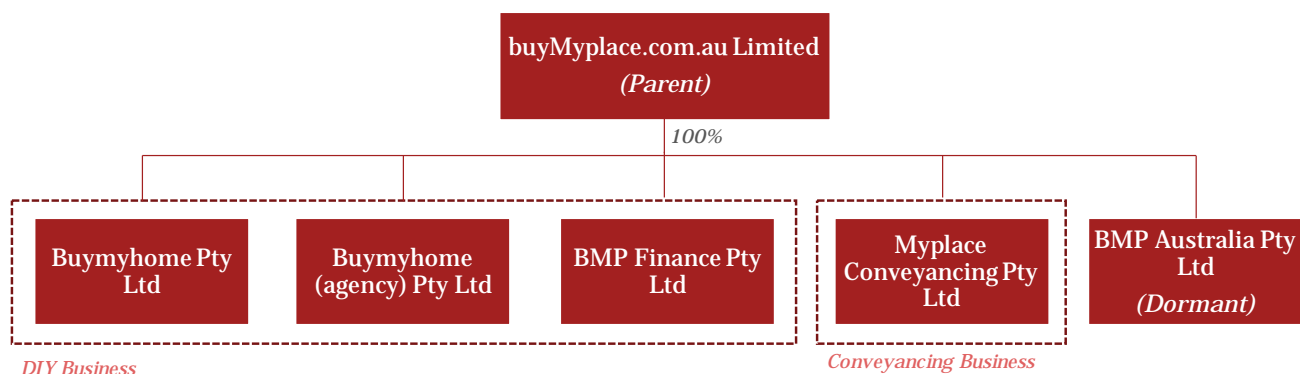 buyMyplace.com.au Limited
(Parent)
100%
Buymyhome Pty
Ltd
Buymyhome
(agency) Pty Ltd
BMP Finance Pty
Ltd
Myplace
Conveyancing Pty
Ltd
BMP Australia Pty
Ltd
(Dormant)
DIY Business
Conveyancing Business